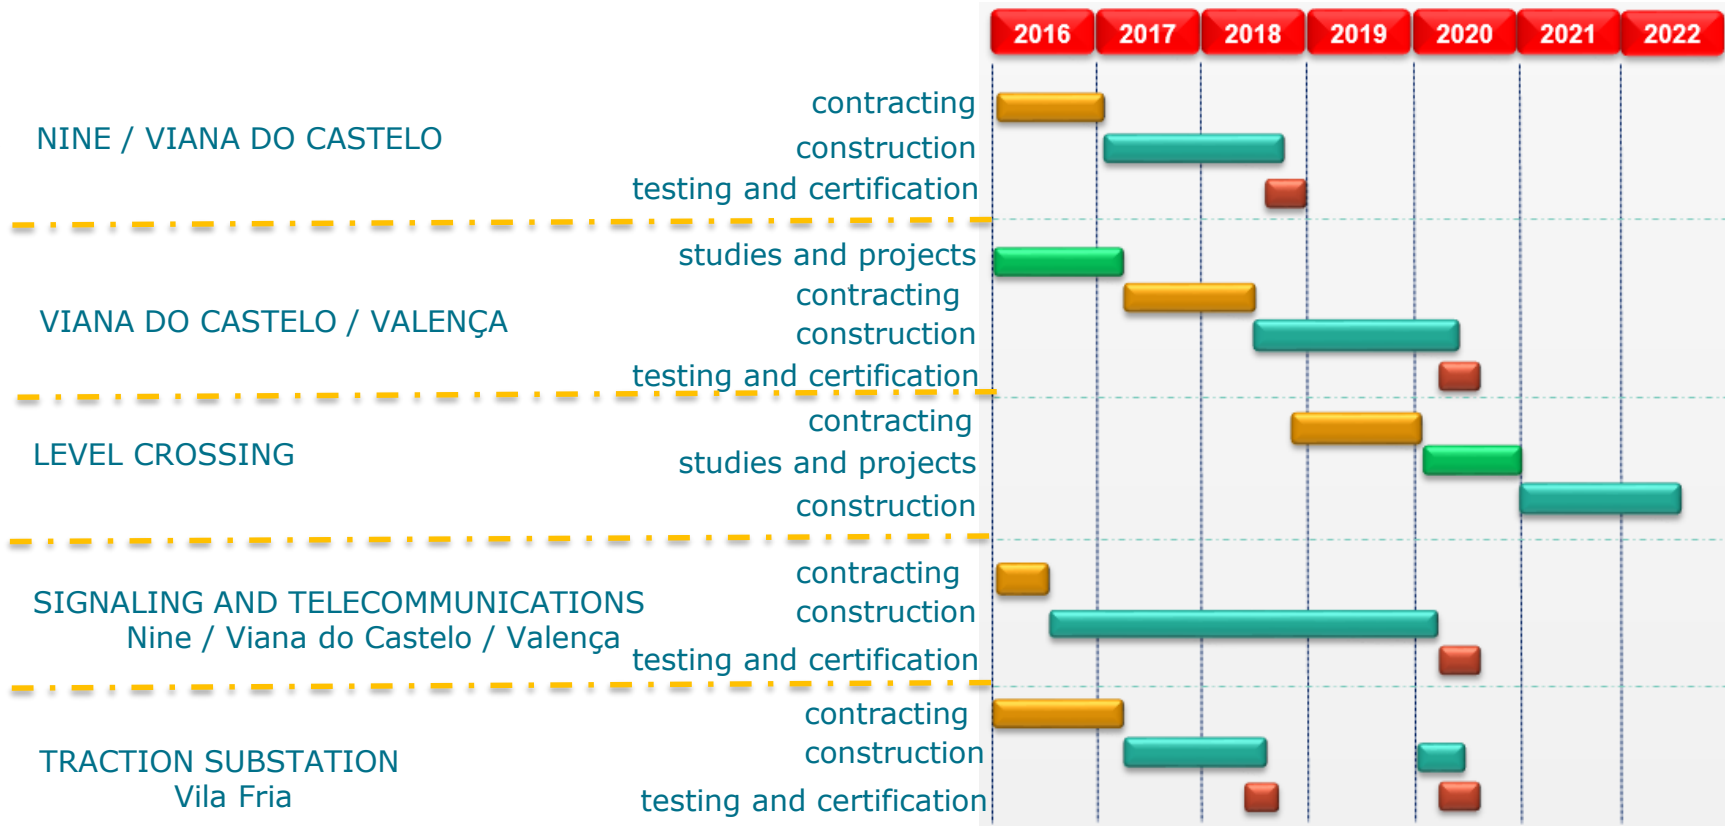 2016 2017 2018 2019 2020 2021 2022
contracting
NINE / VIANA DO CASTELO
construction
testing and certification
studies and projects
contracting
VIANA DO CASTELO / VALENÇA
construction
testing and certification
contracting
LEVEL CROSSING
studies and projects
construction
contracting
SIGNALING AND TELECOMMUNICATIONS
construction
Nine / Viana do Castelo / Valença
testing and certification
contracting
construction
TRACTION SUBSTATION
Vila Fria
testing and certification